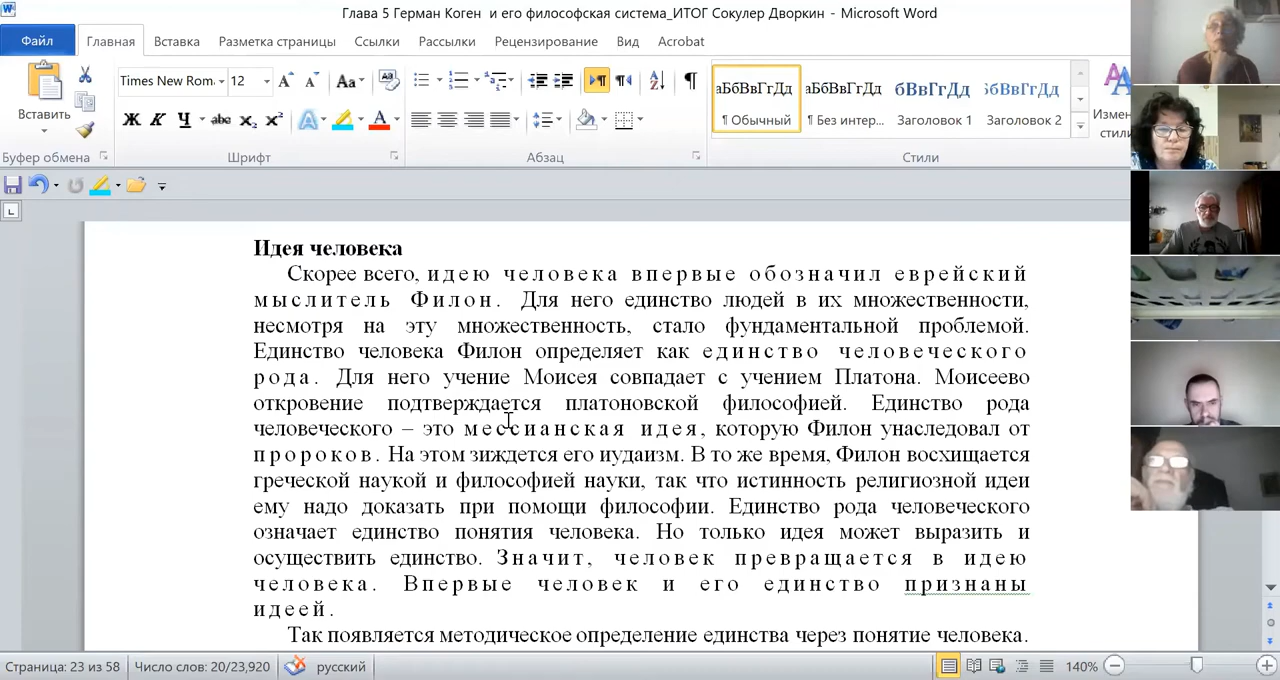 Глава 5 Герман Коген и его философская система_ИТОГ Сокулер Дворкин - Microsoft Word
Файл Главная Вставка Разметка страницы Ссылки Рассылки Рецензирование Вид Acrobat
Times New Rom 12 Aa
Вставить Ж К Ч abc x₂ x² A A
аБбВвГгДд АаБбВвГгДд бВвГгДд БбВвГгДд
¶ Обычный ¶ Без интер... Заголовок 1 Заголовок 2
Измен
стили
Буфер обмена Шрифт Абзац Стили
Идея человека
Скорее всего, идею человека впервые обозначил еврейский
мыслитель Филон. Для него единство людей в их множественности,
несмотря на эту множественность, стало фундаментальной проблемой.
Единство человека Филон определяет как единство человеческого
рода. Для него учение Моисея совпадает с учением Платона. Моисеево
откровение подтверждается платоновской философией. Единство рода
человеческого – это мессианская идея, которую Филон унаследовал от
пророков. На этом зиждется его иудаизм. В то же время, Филон восхищается
греческой наукой и философией науки, так что истинность религиозной идеи
ему надо доказать при помощи философии. Единство рода человеческого
означает единство понятия человека. Но только идея может выразить и
осуществить единство. Значит, человек превращается в идею
человека. Впервые человек и его единство признаны
идеей.
Так появляется методическое определение единства через понятие человека.
Страница: 23 из 58 Число слов: 20/23,920 русский 140%